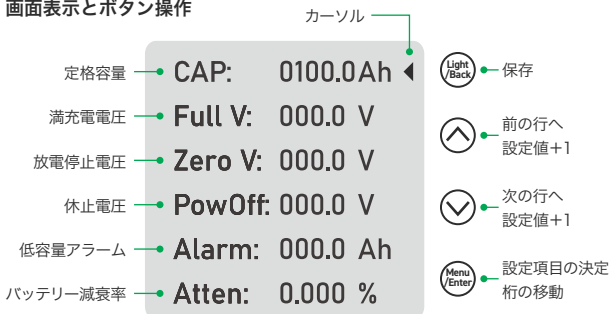 画面表示とボタン操作
カーソル
定格容量 CAP: 0100.0Ah
満充電電圧 Full V: 000.0 V
放電停止電圧 Zero V: 000.0 V
休止電圧 PowOff: 000.0 V
低容量アラーム Alarm: 000.0 Ah
バッテリー減衰率 Atten: 0.000 %
Light
/Back
保存
前の行へ
設定値+1
次の行へ
設定値+1
Menu
/Enter
設定項目の決定
桁の移動